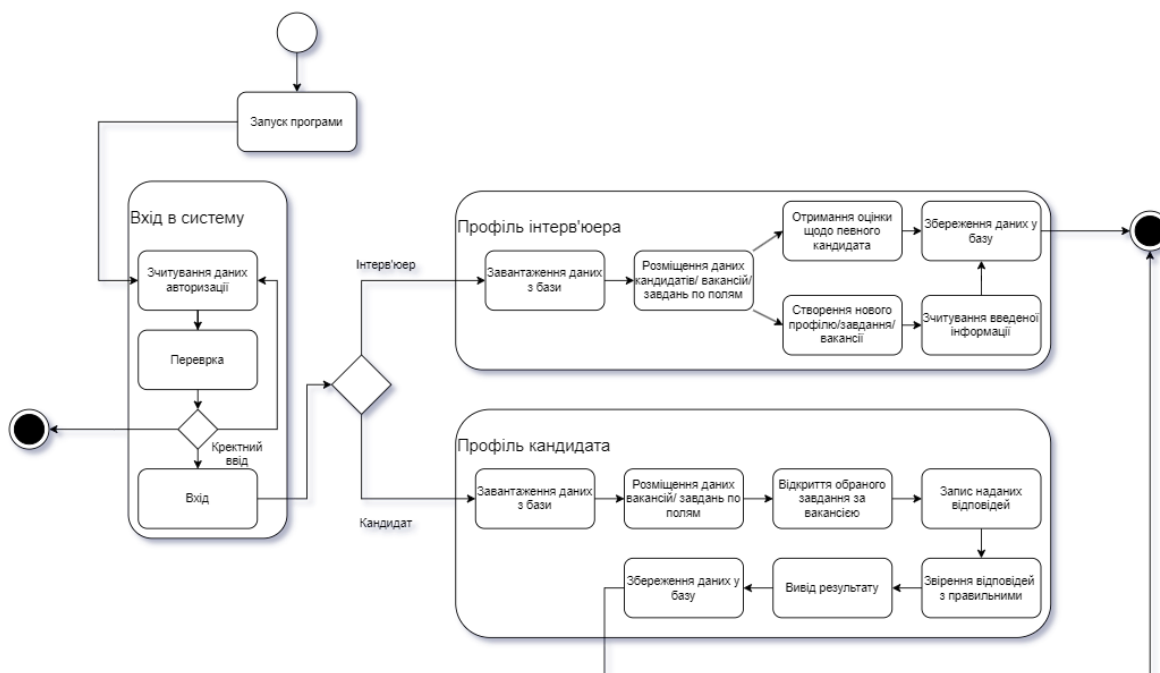 Запуск програми
Вхід в систему
Зчитування даних
авторизації
Переврка
Кректний
ввід
Вхід
Інтерв'юер
Кандидат
Профіль інтерв'юера
Завантаження даних
з бази
Розміщення даних
кандидатів/ вакансій/
завдань по полям
Отримання оцінки
щодо певного
кандидата
Збереження даних у
базу
Створення нового
профілю/завдання/
вакансії
Зчитування введеної
інформації
Профіль кандидата
Завантаження даних
з бази
Розміщення даних
вакансій/ завдань по
полям
Відкриття обраного
завдання за
вакансією
Запис наданих
відповідей
Збереження даних у
базу
Вивід результату
Звірення відповідей
з правильними